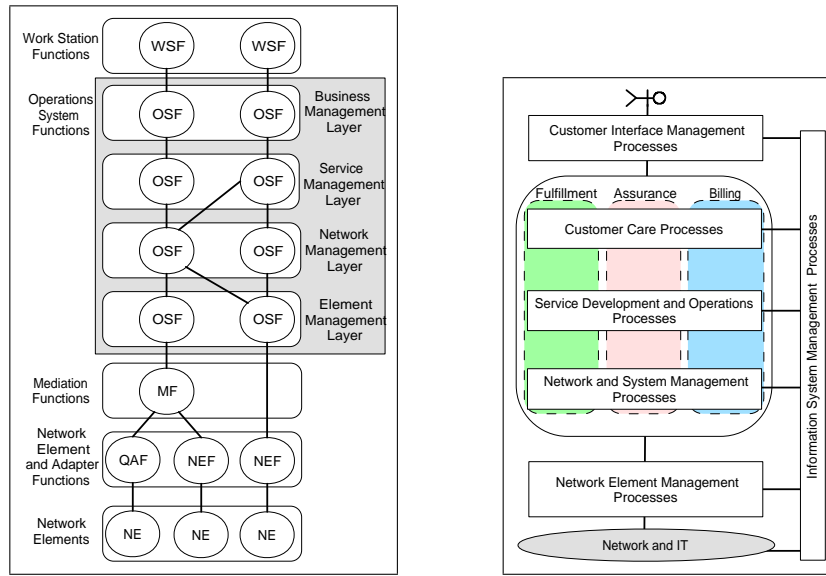 Work Station
Functions
WSF
WSF
Operations
System
Functions
OSF
OSF
Business
Management
Layer
OSF
OSF
Service
Management
Layer
OSF
OSF
Network
Management
Layer
OSF
OSF
Element
Management
Layer
Mediation
Functions
MF
Network
Element
and Adapter
Functions
QAF
NEF
NEF
Network
Elements
NE
NE
NE
Customer Interface Management
Processes
Fulfillment
Assurance
Billing
Customer Care Processes
Service Development and Operations
Processes
Network and System Management
Processes
Network Element Management
Processes
Network and IT
Information System Management Processes